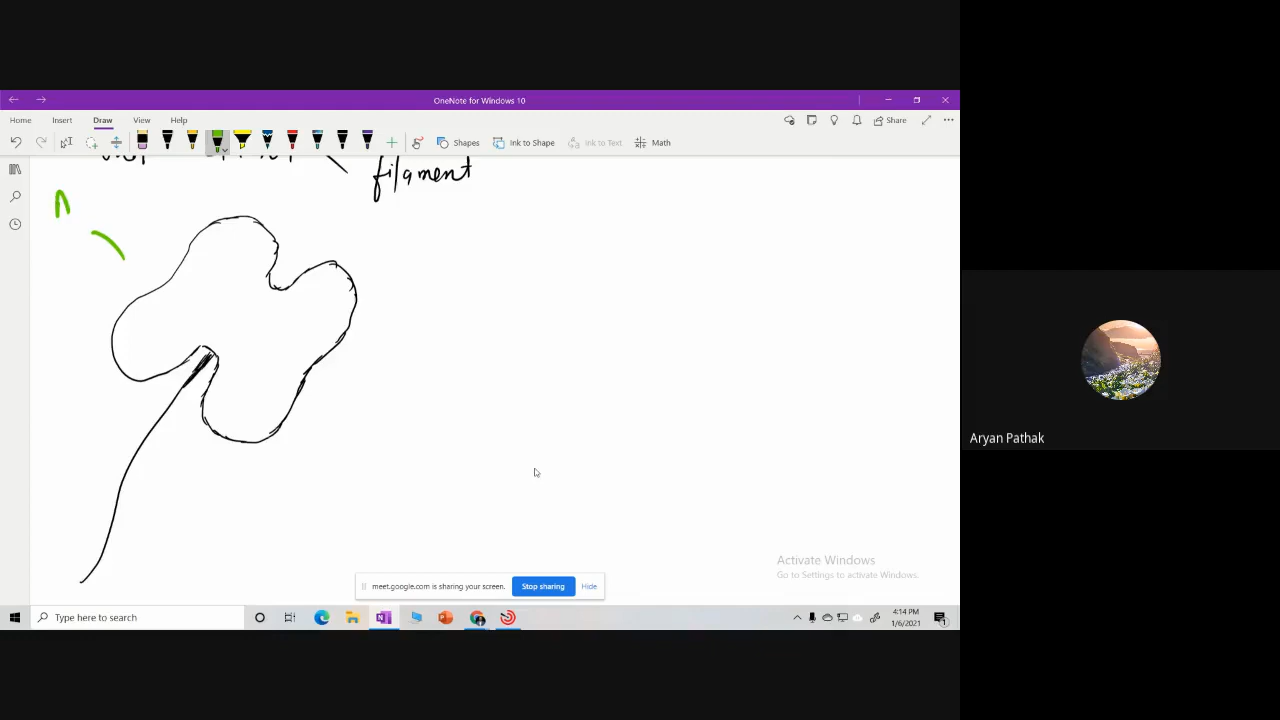 OneNote for Windows 10
Home Insert Draw View Help Share
Shapes Ink to Shape Ink to Text Math
filament
Aryan Pathak
Activate Windows
Go to Settings to activate Windows.
meet.google.com is sharing your screen. Stop sharing Hide
Type here to search
4:14 PM
1/6/2021